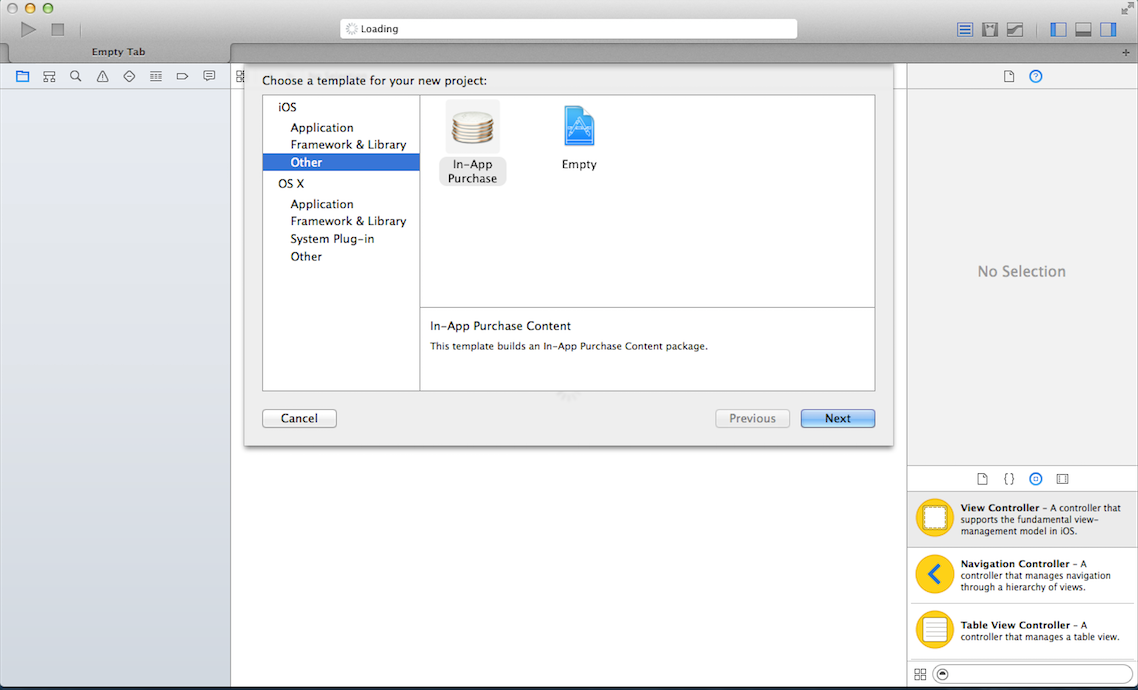 Loading
Empty Tab
Choose a template for your new project:
iOS
Application
Framework & Library
Other
OS X
Application
Framework & Library
System Plug-in
Other
In-App
Purchase
Empty
In-App Purchase Content
This template builds an In-App Purchase Content package.
Cancel
Previous
Next
No Selection
{}
View Controller - A controller that
supports the fundamental view-
management model in iOS.
Navigation Controller - A
controller that manages navigation
through a hierarchy of views.
Table View Controller - A
controller that manages a table view.